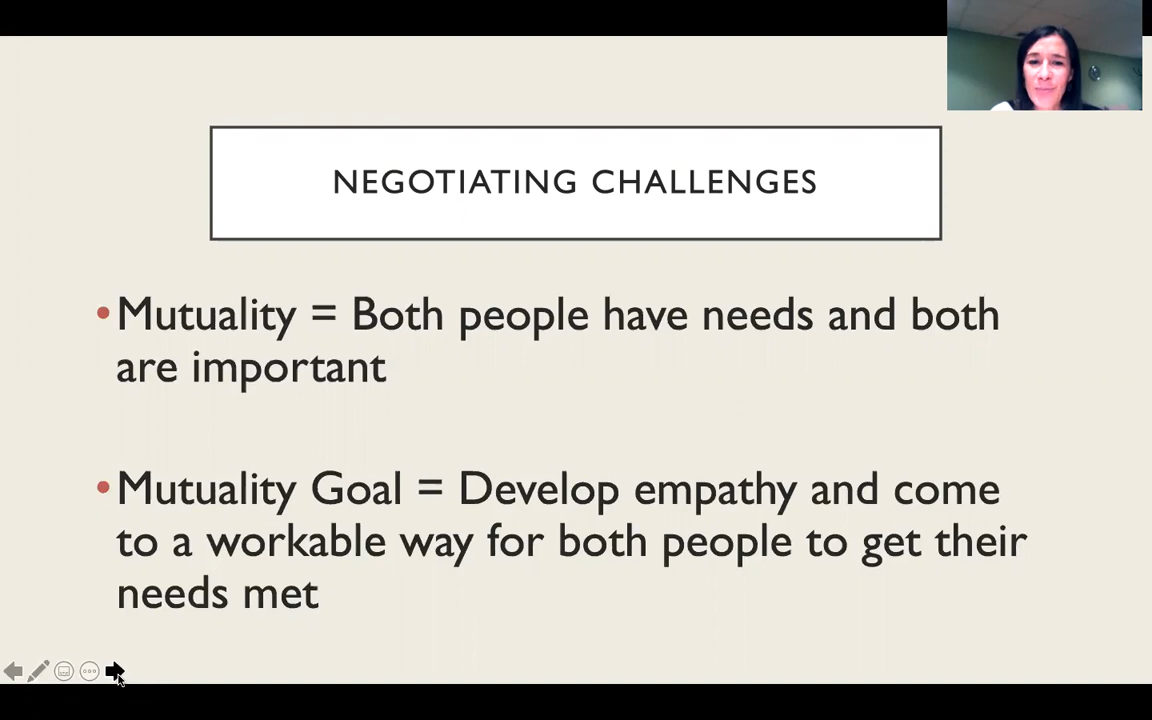 NEGOTIATING CHALLENGES
•Mutuality = Both people have needs and both
are important
•Mutuality Goal = Develop empathy and come
to a workable way for both people to get their
needs met